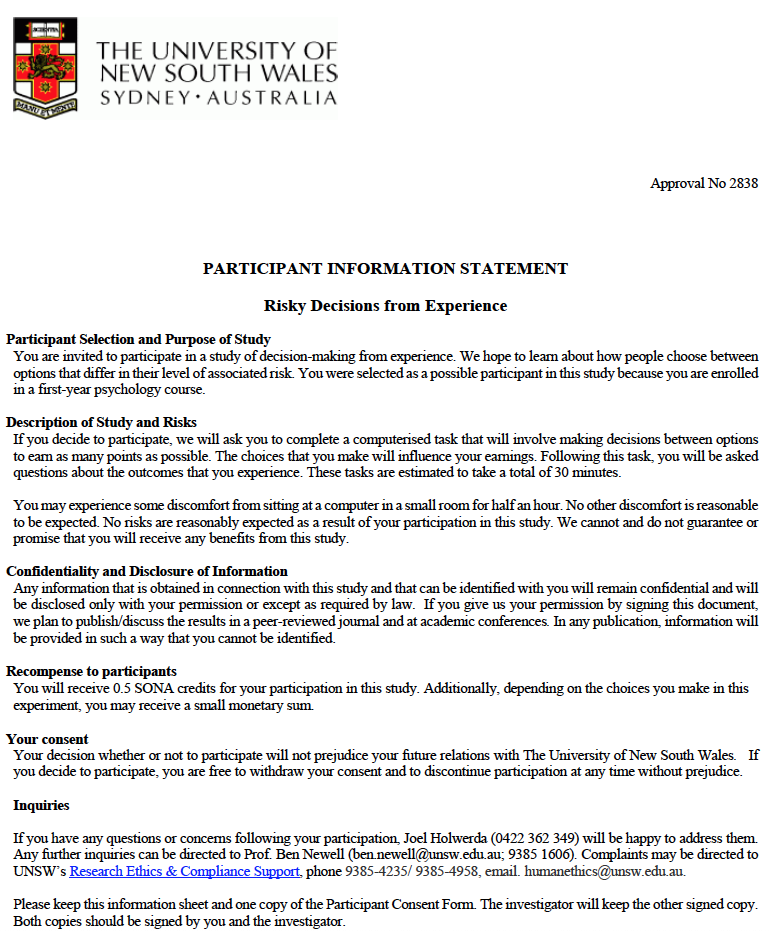 SCIENTIA
MANU ET MENTE
THE UNIVERSITY OF
NEW SOUTH WALES
SYDNEY • AUSTRALIA
Approval No 2838
PARTICIPANT INFORMATION STATEMENT
Risky Decisions from Experience
Participant Selection and Purpose of Study
You are invited to participate in a study of decision-making from experience. We hope to learn about how people choose between
options that differ in their level of associated risk. You were selected as a possible participant in this study because you are enrolled
in a first-year psychology course.
Description of Study and Risks
If you decide to participate, we will ask you to complete a computerised task that will involve making decisions between options
to earn as many points as possible. The choices that you make will influence your earnings. Following this task, you will be asked
questions about the outcomes that you experience. These tasks are estimated to take a total of 30 minutes.
You may experience some discomfort from sitting at a computer in a small room for half an hour. No other discomfort is reasonable
to be expected. No risks are reasonably expected as a result of your participation in this study. We cannot and do not guarantee or
promise that you will receive any benefits from this study.
Confidentiality and Disclosure of Information
Any information that is obtained in connection with this study and that can be identified with you will remain confidential and will
be disclosed only with your permission or except as required by law. If you give us your permission by signing this document,
we plan to publish/discuss the results in a peer-reviewed journal and at academic conferences. In any publication, information will
be provided in such a way that you cannot be identified.
Recompense to participants
You will receive 0.5 SONA credits for your participation in this study. Additionally, depending on the choices you make in this
experiment, you may receive a small monetary sum.
Your consent
Your decision whether or not to participate will not prejudice your future relations with The University of New South Wales. If
you decide to participate, you are free to withdraw your consent and to discontinue participation at any time without prejudice.
Inquiries
If you have any questions or concerns following your participation, Joel Holwerda (0422 362 349) will be happy to address them.
Any further inquiries can be directed to Prof. Ben Newell (ben.newell@unsw.edu.au; 9385 1606). Complaints may be directed to
UNSW's Research Ethics & Compliance Support, phone 9385-4235/ 9385-4958, email. humanethics@unsw.edu.au.
Please keep this information sheet and one copy of the Participant Consent Form. The investigator will keep the other signed copy.
Both copies should be signed by you and the investigator.